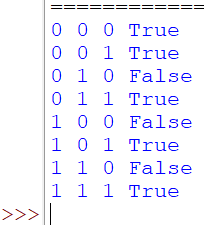 ============
0 0 0 True
0 0 1 True
0 1 0 False
0 1 1 True
1 0 0 False
1 0 1 True
1 1 0 False
1 1 1 True
>>>